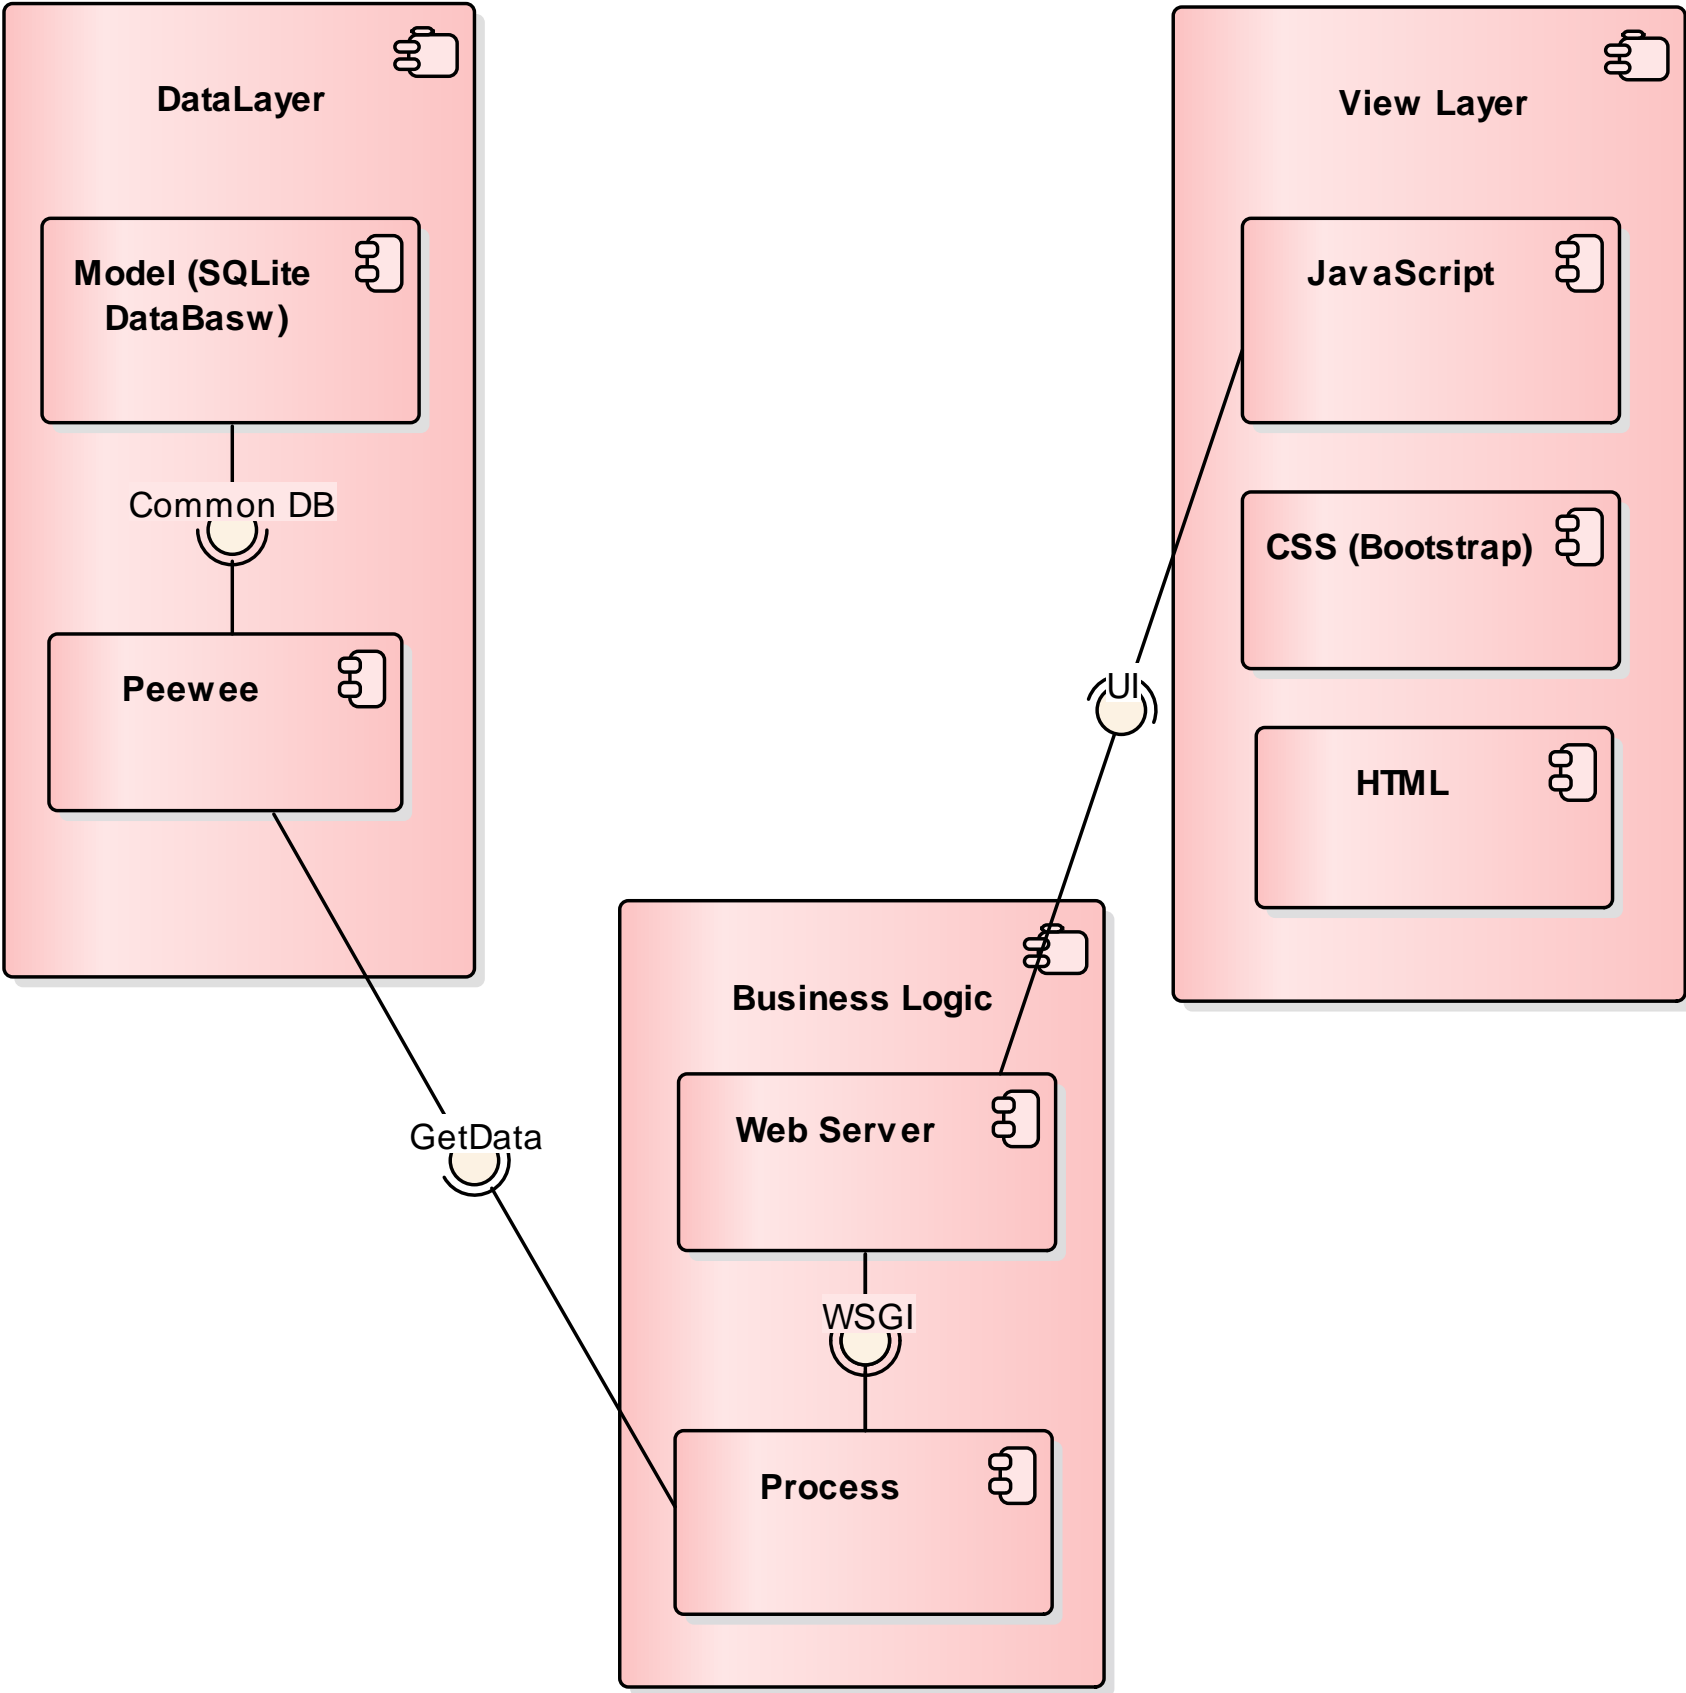 DataLayer
Model (SQLite
DataBasw)
Common DB
Peewee
GetData
View Layer
JavaScript
CSS (Bootstrap)
HTML
UI
Business Logic
Web Server
WSGI
Process